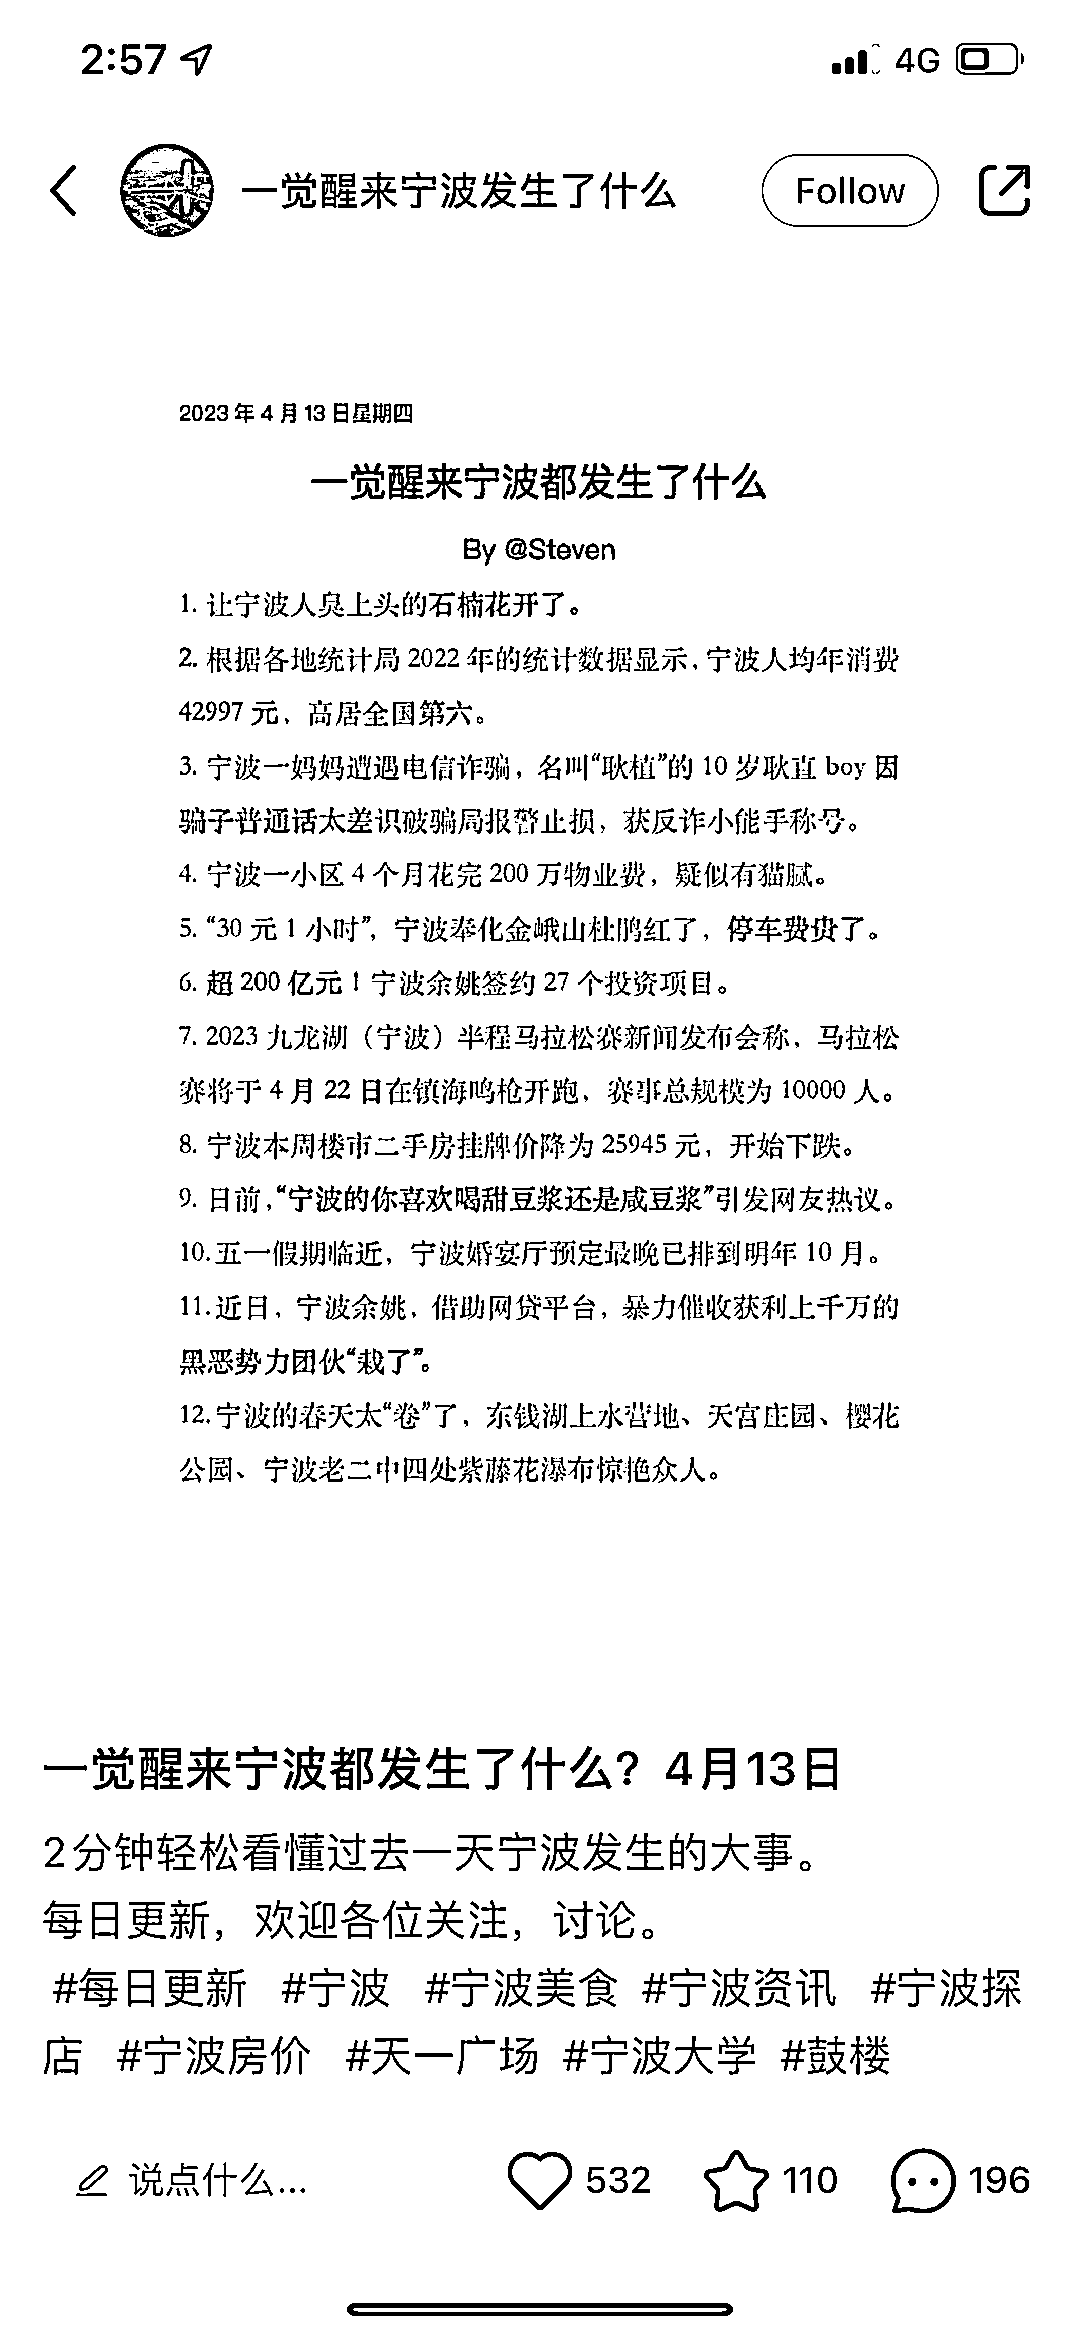 2:57
4G
一觉醒来宁波发生了什么
Follow
2023年4月13日星期四
一觉醒来宁波都发生了什么
By @Steven
1. 让宁波人臭上头的石楠花开了。
2. 根据各地统计局 2022 年的统计数据显示，宁波人均年消费
42997 元，高居全国第六。
3. 宁波一妈妈遭遇电信诈骗，名叫“耿植”的 10 岁耿直 boy 因
骗子普通话太差识破骗局报警止损，获反诈小能手称号。
4. 宁波一小区 4 个月花完 200 万物业费，疑似有猫腻。
5. “30 元 1 小时”，宁波奉化金峨山杜鹃红了，停车费贵了。
6. 超 200 亿元！宁波余姚签约 27 个投资项目。
7. 2023 九龙湖（宁波）半程马拉松赛新闻发布会称，马拉松
赛将于 4 月 22 日在镇海鸣枪开跑，赛事总规模为 10000 人。
8. 宁波本周楼市二手房挂牌价降为 25945 元，开始下跌。
9. 日前，“宁波的你喜欢喝甜豆浆还是咸豆浆”引发网友热议。
10.五一假期临近，宁波婚宴厅预定最晚已排到明年 10 月。
11.近日，宁波余姚，借助网贷平台，暴力催收获利上千万的
黑恶势力团伙“栽了”。
12.宁波的春天太“卷”了，东钱湖上水营地、天宫庄园、樱花
公园、宁波老二中四处紫藤花瀑布惊艳众人。
一觉醒来宁波都发生了什么？4月13日
2分钟轻松看懂过去一天宁波发生的大事。
每日更新，欢迎各位关注，讨论。
#每日更新 #宁波 #宁波美食 #宁波资讯 #宁波探
店 #宁波房价 #天一广场 #宁波大学 #鼓楼
说点什么... 532 110 196